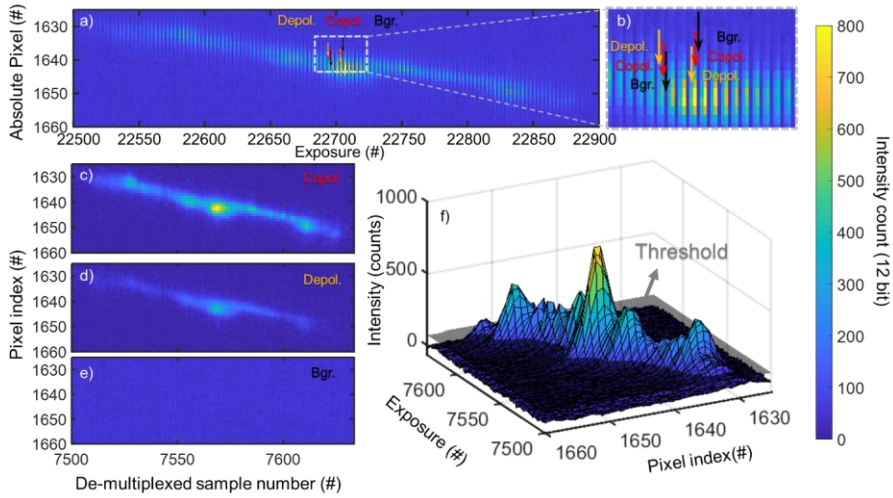 a)
Depol. Copol. Bgr.
Absolute Pixel (#)
1630
1640
1650
1660
22500 22550 22600 22650 22700 22750 22800 22850 22900
Exposure (#)
b)
Depol.
Copol.
Bgr.
Bgr.
Copol.
Depol.
800
700
600
500
400
300
200
100
0
Intensity count (12 bit)
c)
Copol.
1630
1640
1650
1660
d)
Depol.
1630
1640
1650
1660
Pixel index (#)
e)
Bgr.
1630
1640
1650
1660
7500 7550 7600
De-multiplexed sample number (#)
f)
1000
500
0
Intensity (counts)
Threshold
7600
7550
7500
Exposure (#)
1660 1650 1640 1630
Pixel index(#)